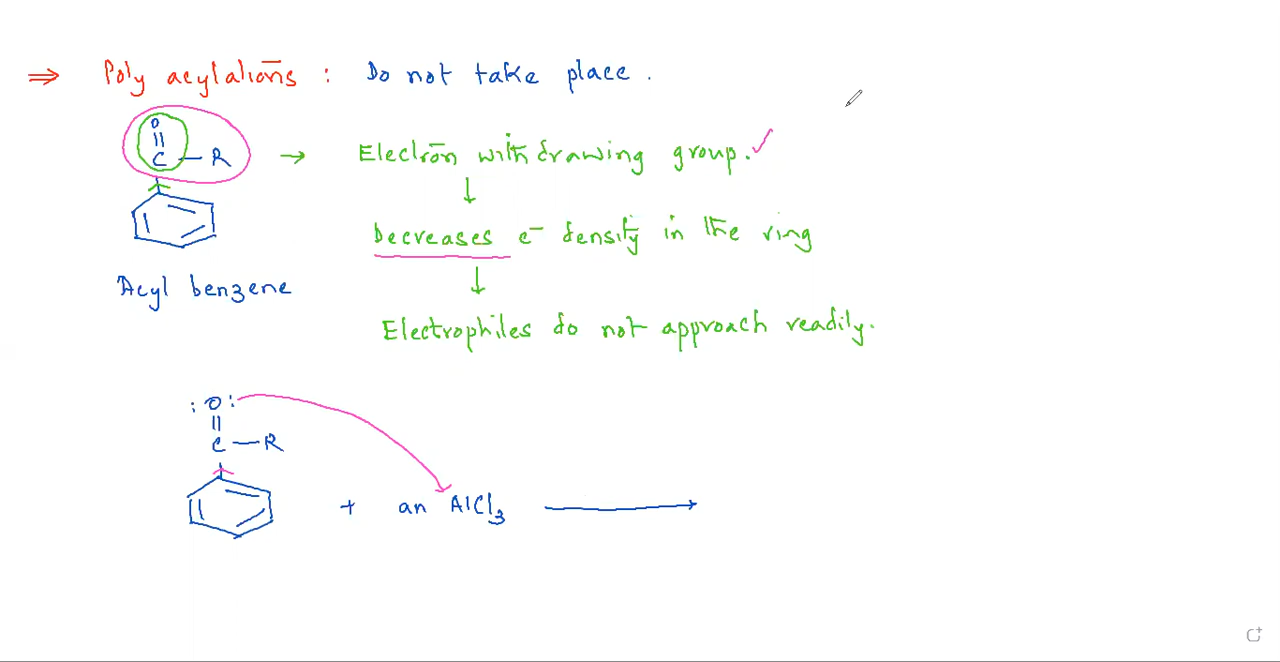 ⇒ Poly acylations : Do not take place .
O
||
C — R → Electron withdrawing group. ✓
↓
Decreases e⁻ density in the ring
Acyl benzene
↓
Electrophiles do not approach readily.
: O :
||
C — R
+ an AlCl₃ ⟶